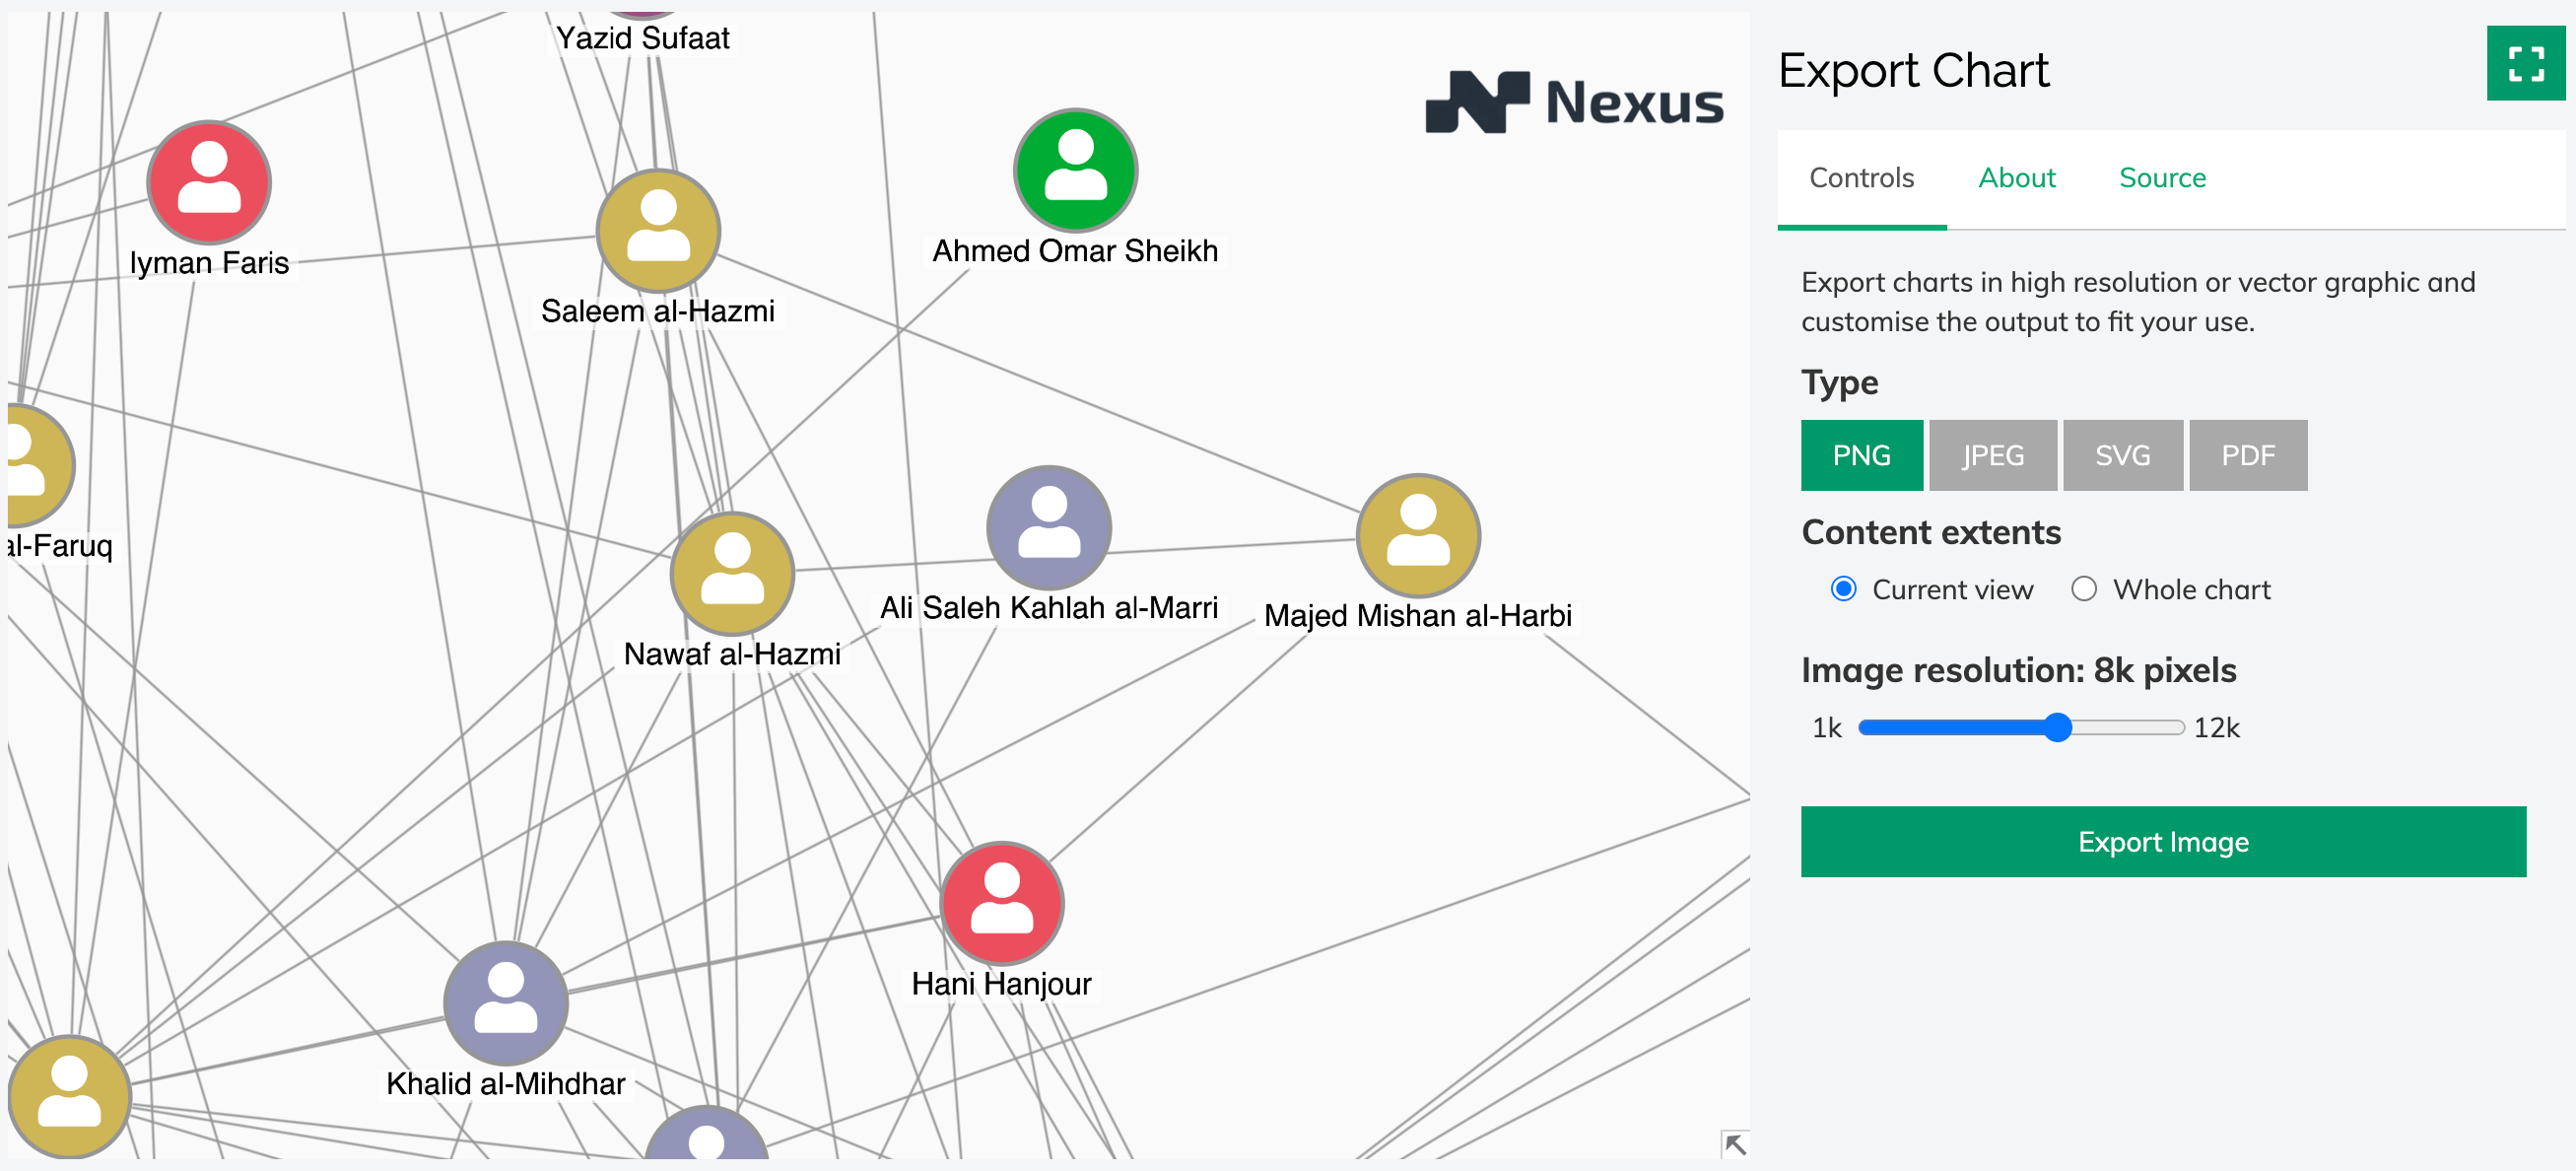 Yazid Sufaat
Nexus
Iyman Faris
Saleem al-Hazmi
Ahmed Omar Sheikh
al-Faruq
Nawaf al-Hazmi
Ali Saleh Kahlah al-Marri
Majed Mishan al-Harbi
Hani Hanjour
Khalid al-Mihdhar
Export Chart
Controls About Source
Export charts in high resolution or vector graphic and
customise the output to fit your use.
Type
PNG JPEG SVG PDF
Content extents
Current view Whole chart
Image resolution: 8k pixels
1k 12k
Export Image